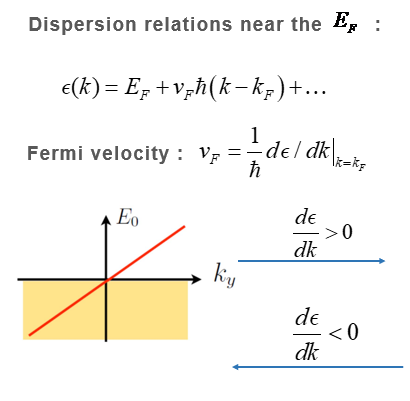 Dispersion relations near the E_F :
ϵ(k) = E_F + v_F ħ(k − k_F) + …
Fermi velocity : v_F = 1/ħ dϵ / dk|_{k=k_F}
E_0
k_y
dϵ/dk > 0
dϵ/dk < 0